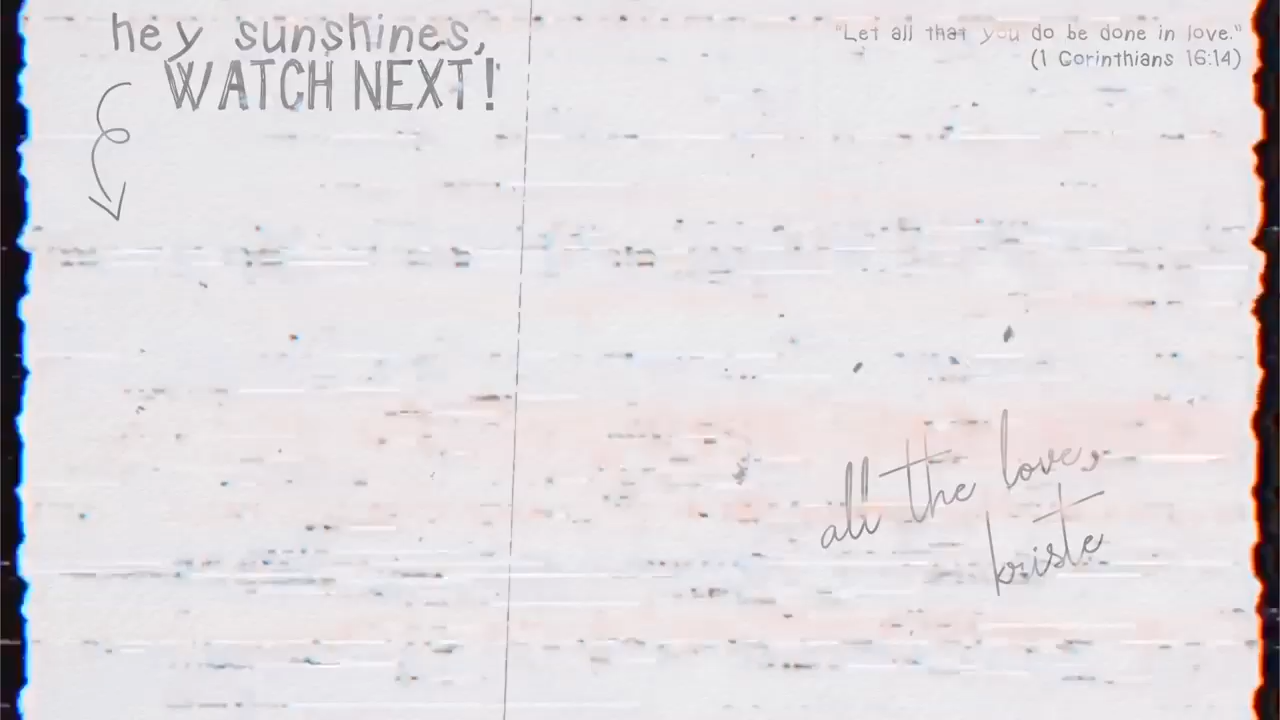 hey sunshines,
WATCH NEXT!
"Let all that you do be done in love."
(1 Corinthians 16:14)
all the love,
kriste